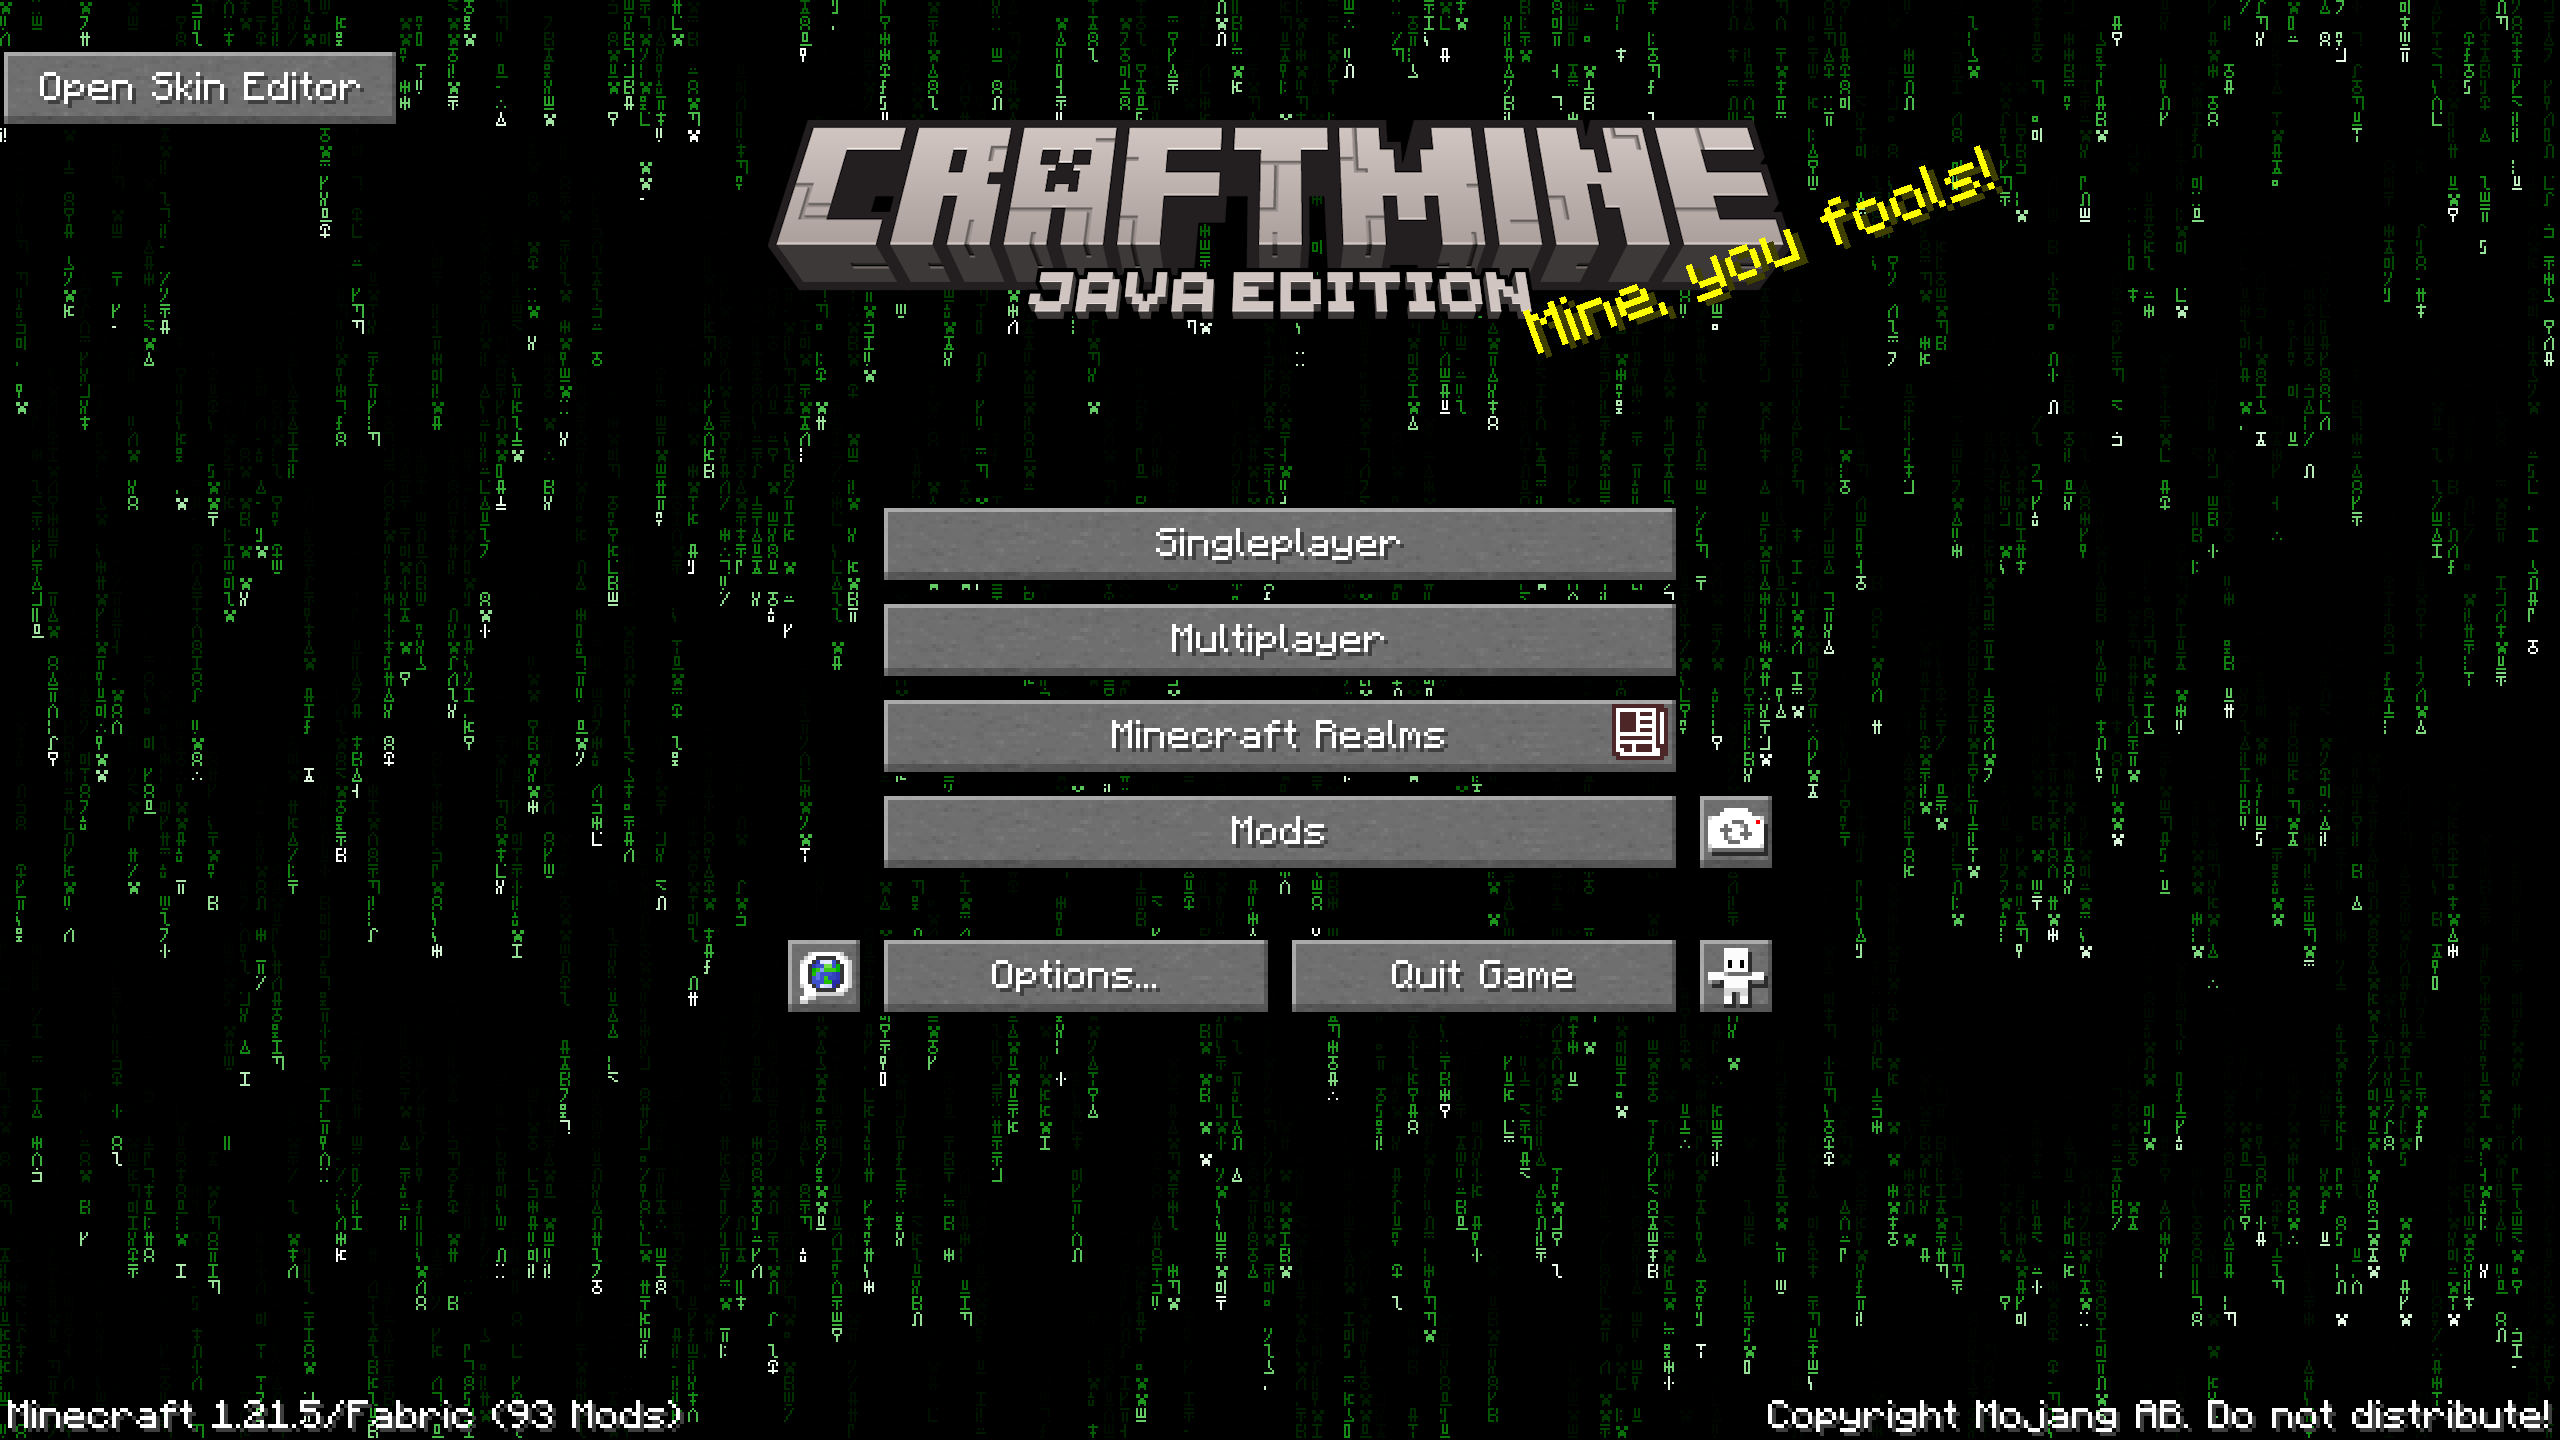 Open Skin Editor
CRAFTMINE
JAVA EDITION
Mine, you fools!
Singleplayer
Multiplayer
Minecraft Realms
Mods
Options...
Quit Game
Minecraft 1.21.5/Fabric (93 Mods)
Copyright Mojang AB. Do not distribute!